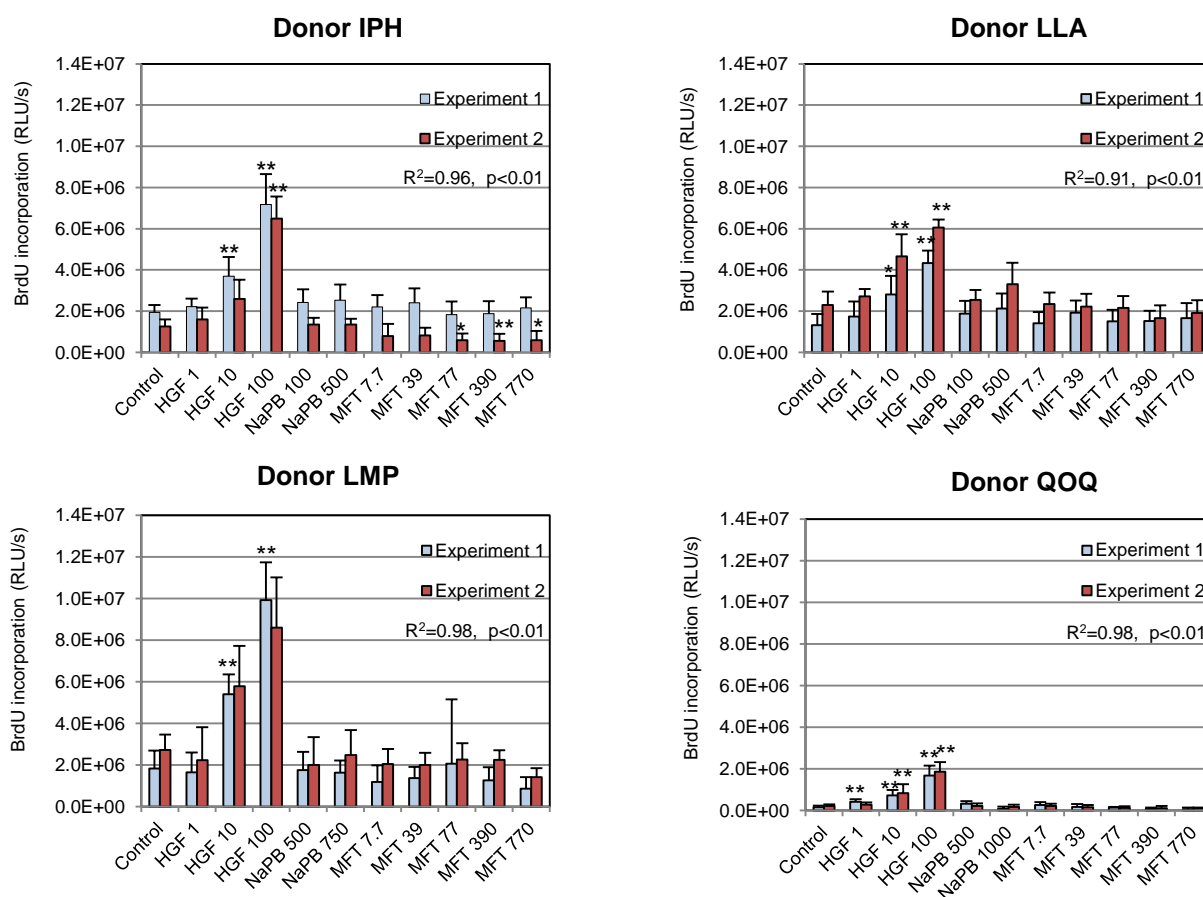 Donor IPH
BrdU incorporation (RLU/s)
1.4E+07
1.2E+07
1.0E+07
8.0E+06
6.0E+06
4.0E+06
2.0E+06
0.0E+00
Experiment 1
Experiment 2
R²=0.96, p<0.01
**
**
**
*
**
*
Control
HGF 1
HGF 10
HGF 100
NaPB 100
NaPB 500
MFT 7.7
MFT 39
MFT 77
MFT 390
MFT 770
Donor LLA
BrdU incorporation (RLU/s)
1.4E+07
1.2E+07
1.0E+07
8.0E+06
6.0E+06
4.0E+06
2.0E+06
0.0E+00
Experiment 1
Experiment 2
R²=0.91, p<0.01
*
**
**
**
Control
HGF 1
HGF 10
HGF 100
NaPB 100
NaPB 500
MFT 7.7
MFT 39
MFT 77
MFT 390
MFT 770
Donor LMP
BrdU incorporation (RLU/s)
1.4E+07
1.2E+07
1.0E+07
8.0E+06
6.0E+06
4.0E+06
2.0E+06
0.0E+00
Experiment 1
Experiment 2
R²=0.98, p<0.01
**
**
Control
HGF 1
HGF 10
HGF 100
NaPB 500
NaPB 750
MFT 7.7
MFT 39
MFT 77
MFT 390
MFT 770
Donor QOQ
BrdU incorporation (RLU/s)
1.4E+07
1.2E+07
1.0E+07
8.0E+06
6.0E+06
4.0E+06
2.0E+06
0.0E+00
Experiment 1
Experiment 2
R²=0.98, p<0.01
**
**
**
**
**
Control
HGF 1
HGF 10
HGF 100
NaPB 500
NaPB 1000
MFT 7.7
MFT 39
MFT 77
MFT 390
MFT 770